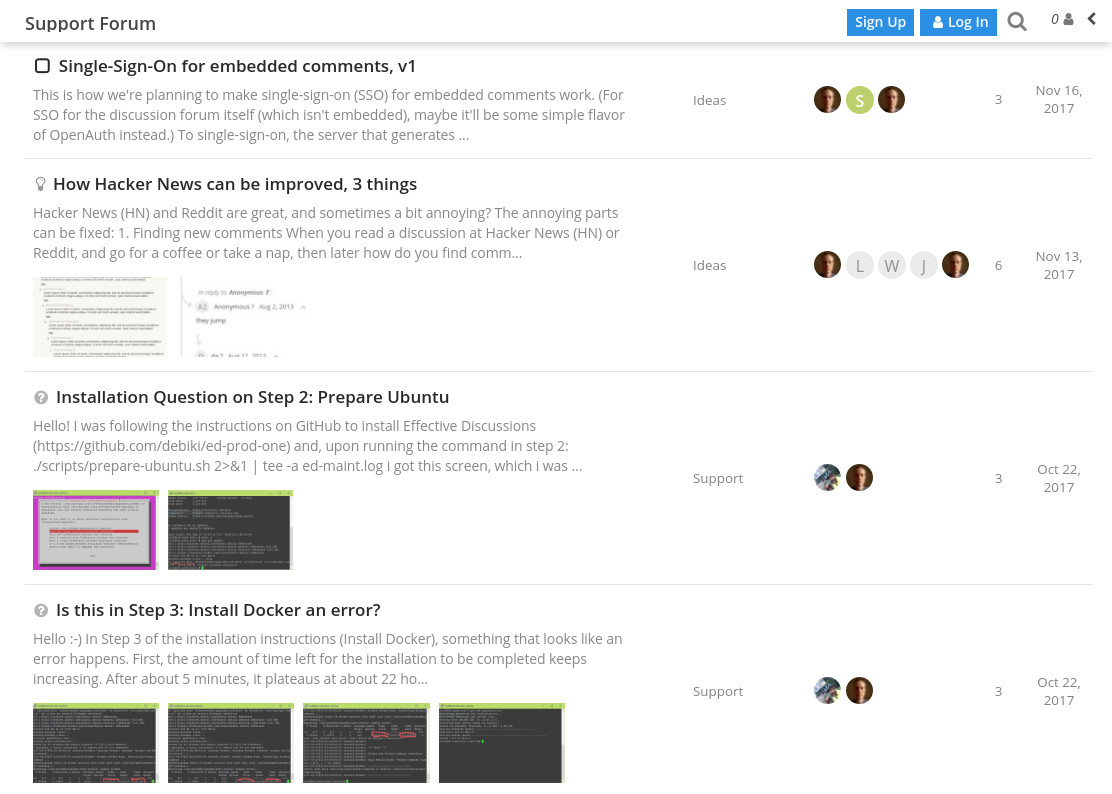 Support Forum
Sign Up
Log In
0
Single-Sign-On for embedded comments, v1
This is how we're planning to make single-sign-on (SSO) for embedded comments work. (For
SSO for the discussion forum itself (which isn't embedded), maybe it'll be some simple flavor
of OpenAuth instead.) To single-sign-on, the server that generates ...
Ideas
S
3
Nov 16,
2017
How Hacker News can be improved, 3 things
Hacker News (HN) and Reddit are great, and sometimes a bit annoying? The annoying parts
can be fixed: 1. Finding new comments When you read a discussion at Hacker News (HN) or
Reddit, and go for a coffee or take a nap, then later how do you find comm...
in reply to Anonymous 7:
A2 Anonymous 7 Aug 2, 2013
they jump
Ideas
L
W
J
6
Nov 13,
2017
Installation Question on Step 2: Prepare Ubuntu
Hello! I was following the instructions on GitHub to install Effective Discussions
(https://github.com/debiki/ed-prod-one) and, upon running the command in step 2:
./scripts/prepare-ubuntu.sh 2>&1 | tee -a ed-maint.log i got this screen, which i was ...
Support
3
Oct 22,
2017
Is this in Step 3: Install Docker an error?
Hello :-) In Step 3 of the installation instructions (Install Docker), something that looks like an
error happens. First, the amount of time left for the installation to be completed keeps
increasing. After about 5 minutes, it plateaus at about 22 ho...
Support
3
Oct 22,
2017